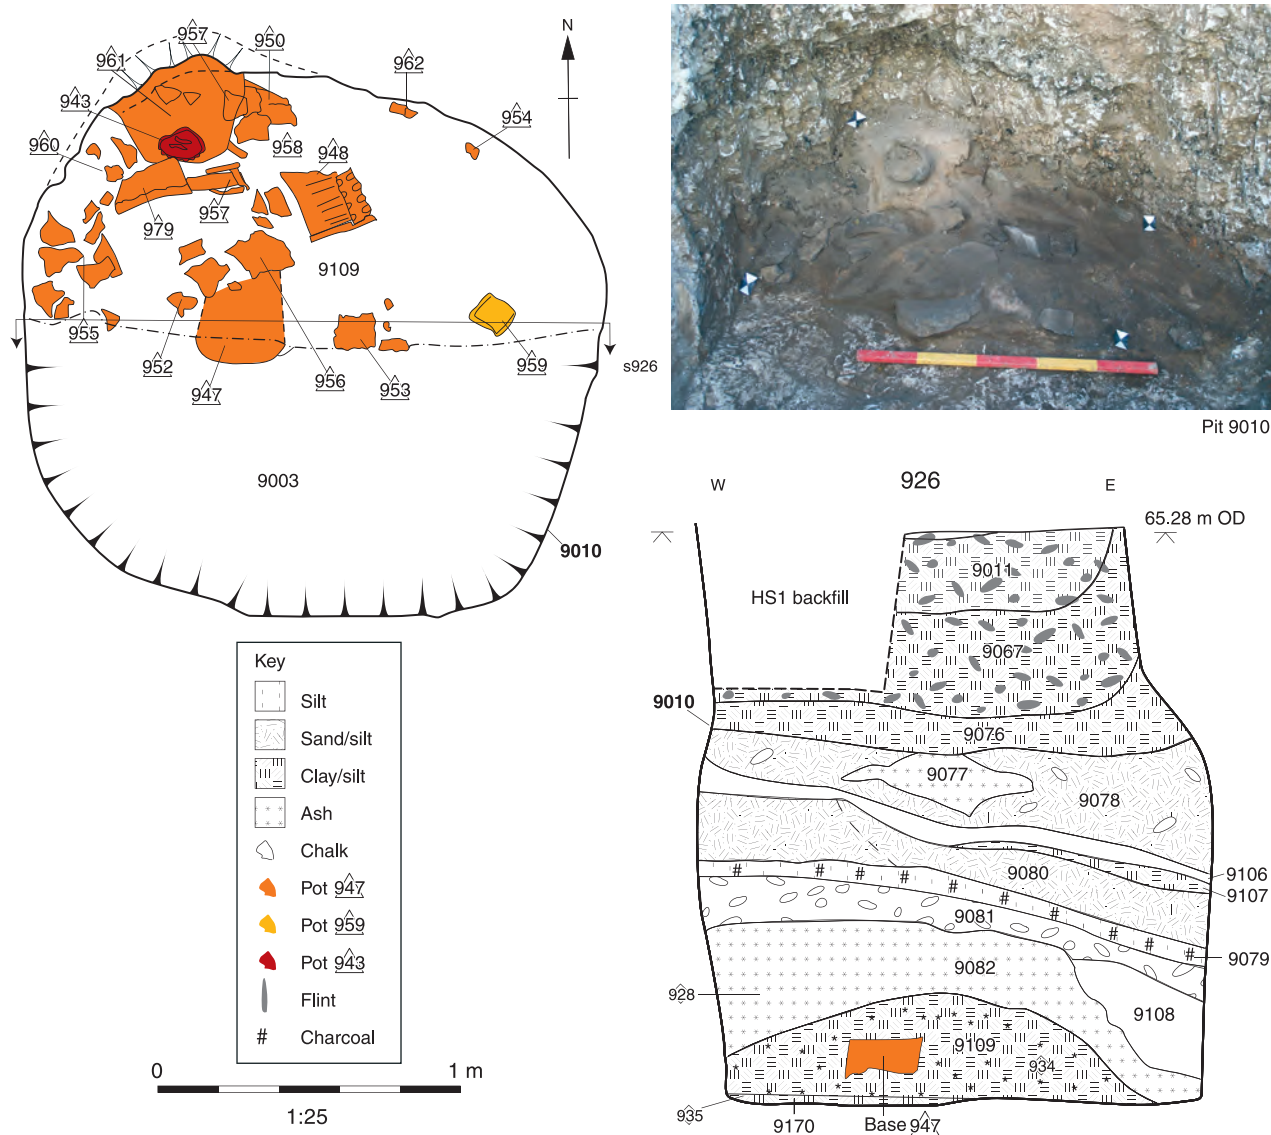 N
957
950
961
962
943
954
960
958
948
979
957
9109
955
952
947
956
953
959
s926
9003
9010
Pit 9010
926
W
E
65.28 m OD
HS1 backfill
9011
9067
9010
9076
9077
9078
9080
9106
9107
9081
9079
9082
928
9108
9109
934
935
9170
Base 947
Key
Silt
Sand/silt
Clay/silt
Ash
Chalk
Pot 947
Pot 959
Pot 943
Flint
# Charcoal
0
1 m
1:25